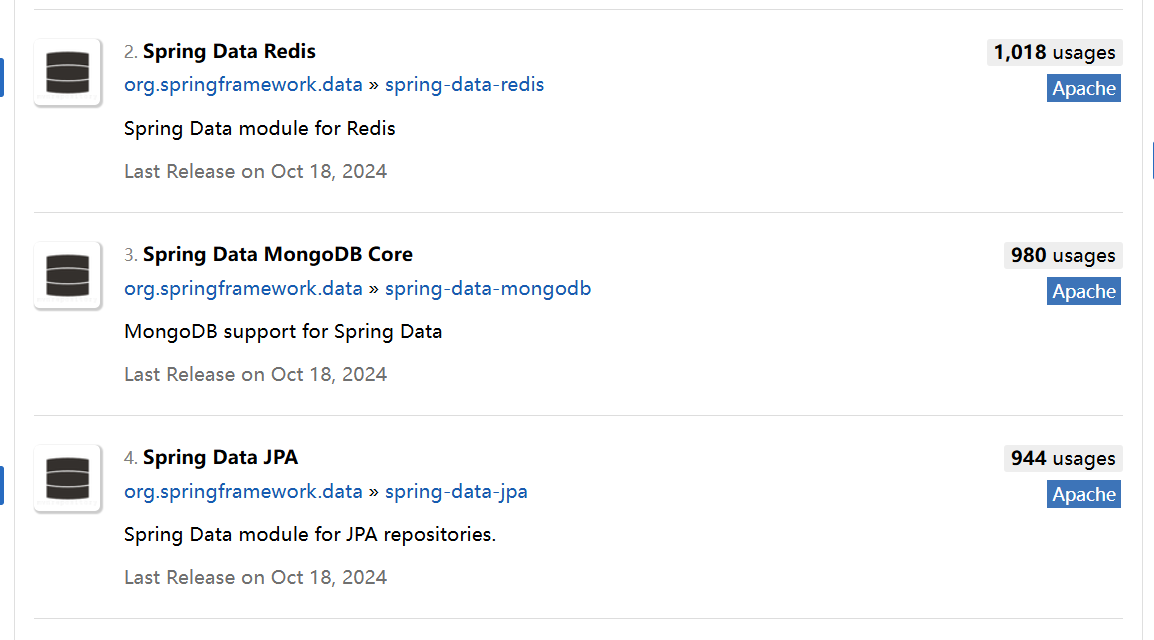 2. Spring Data Redis
1,018 usages
org.springframework.data » spring-data-redis
Apache
Spring Data module for Redis
Last Release on Oct 18, 2024
3. Spring Data MongoDB Core
980 usages
org.springframework.data » spring-data-mongodb
Apache
MongoDB support for Spring Data
Last Release on Oct 18, 2024
4. Spring Data JPA
944 usages
org.springframework.data » spring-data-jpa
Apache
Spring Data module for JPA repositories.
Last Release on Oct 18, 2024